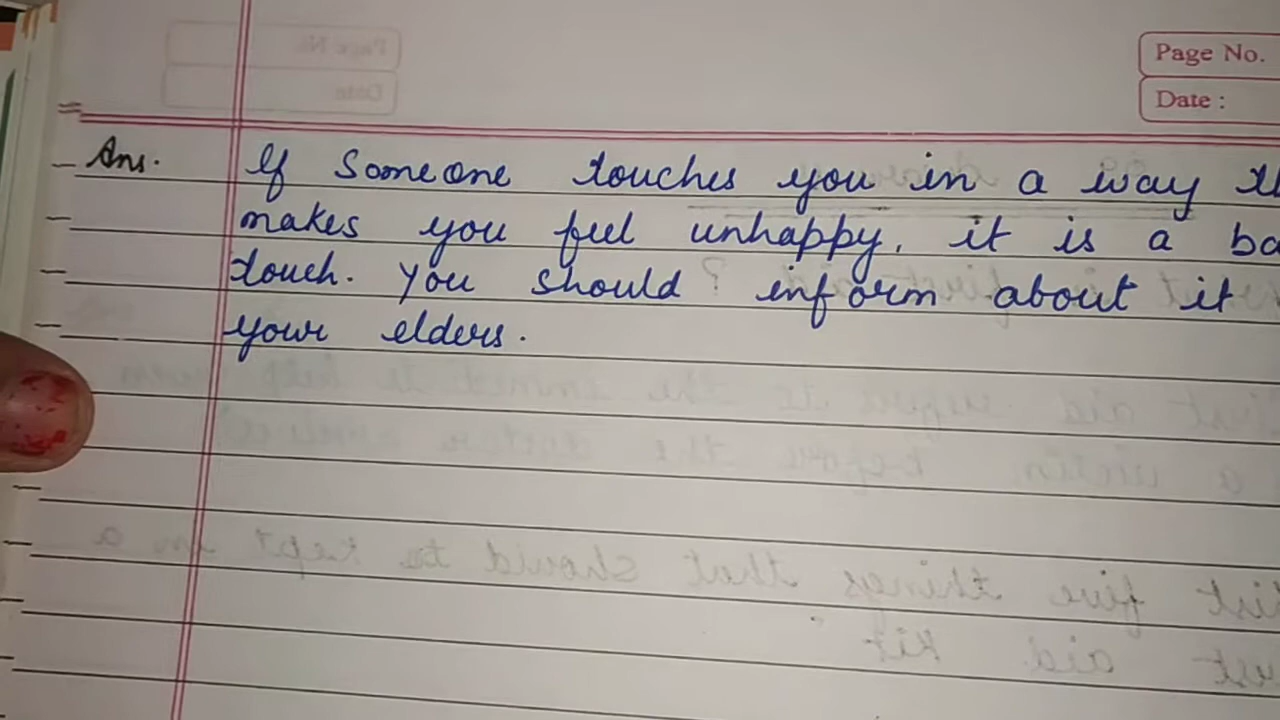 Page No.
Date :
Ans. If someone touches you in a way
makes you feel unhappy, it is a
touch. You should inform about it
your elders.